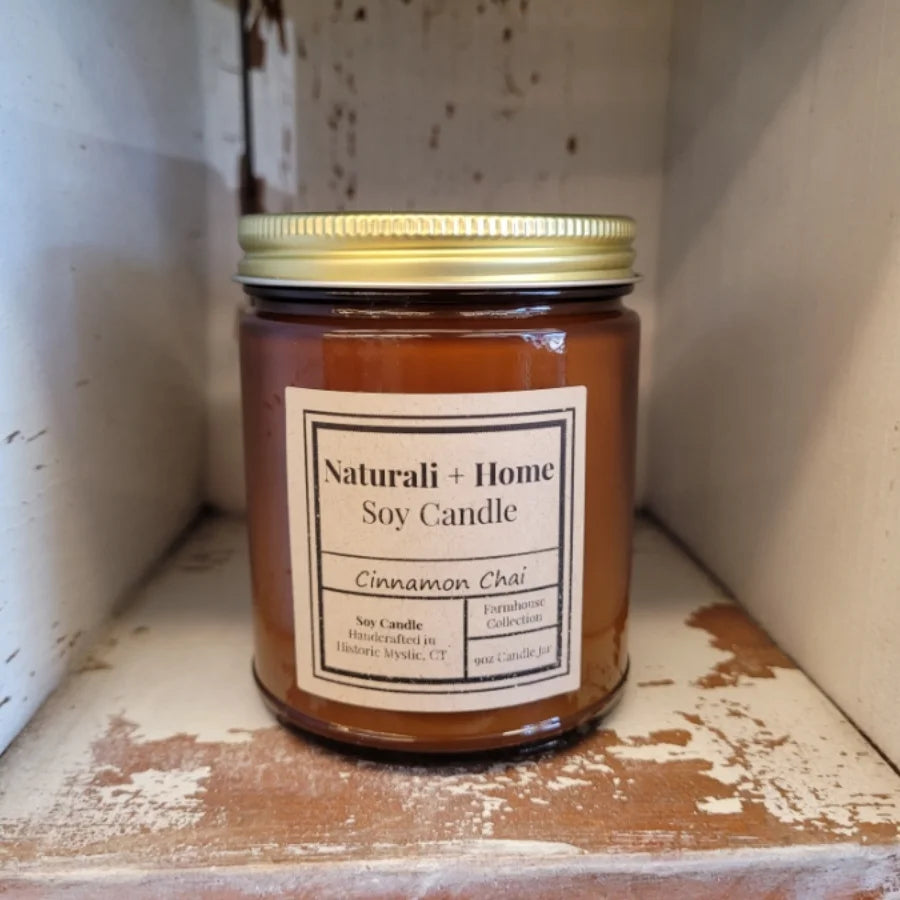 Naturali + Home
Soy Candle
Cinnamon Chai
Soy Candle
Handcrafted in
Historic Mystic, CT
Farmhouse
Collection
9oz Candle Jar